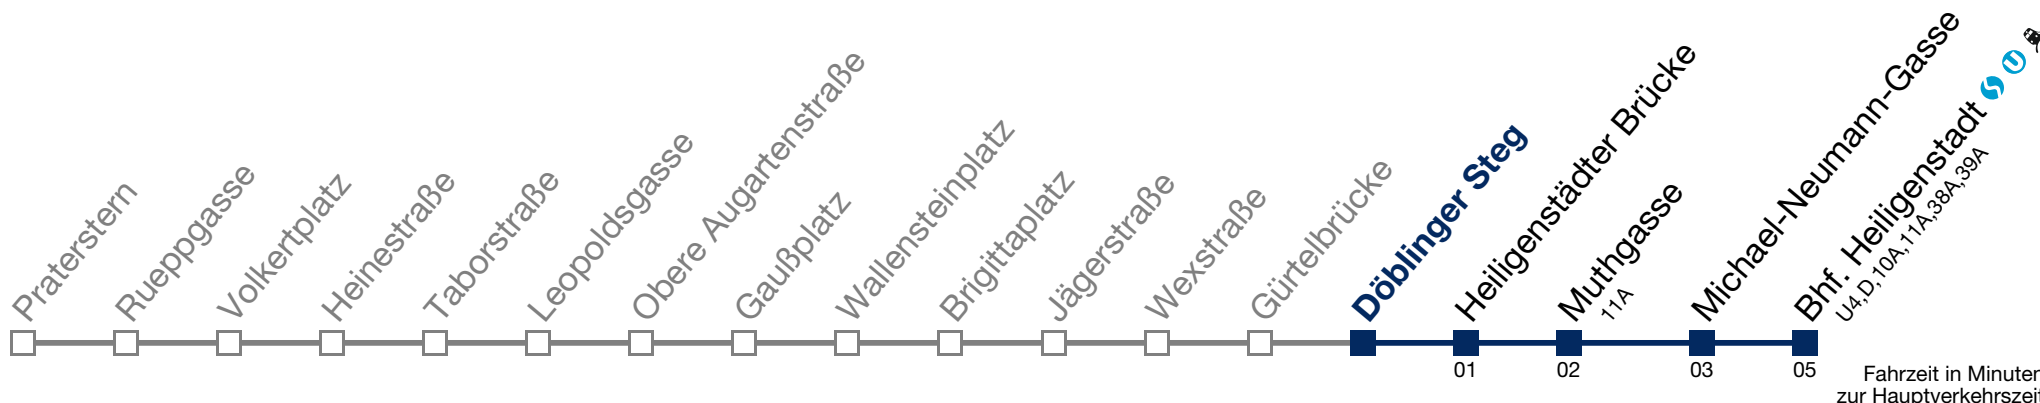 Praterstern
Rueppgasse
Volkertplatz
Heinestraße
Taborstraße
Leopoldsgasse
Obere Augartenstraße
Gaußplatz
Wallensteinplatz
Brigittaplatz
Jägerstraße
Wexstraße
Gürtelbrücke
Döblinger Steg
Heiligenstädter Brücke
Muthgasse
11A
Michael-Neumann-Gasse
Bhf. Heiligenstadt S U
U4,D,10A,11A,38A,39A
01
02
03
05
Fahrzeit in Minuten
zur Hauptverkehrszeit